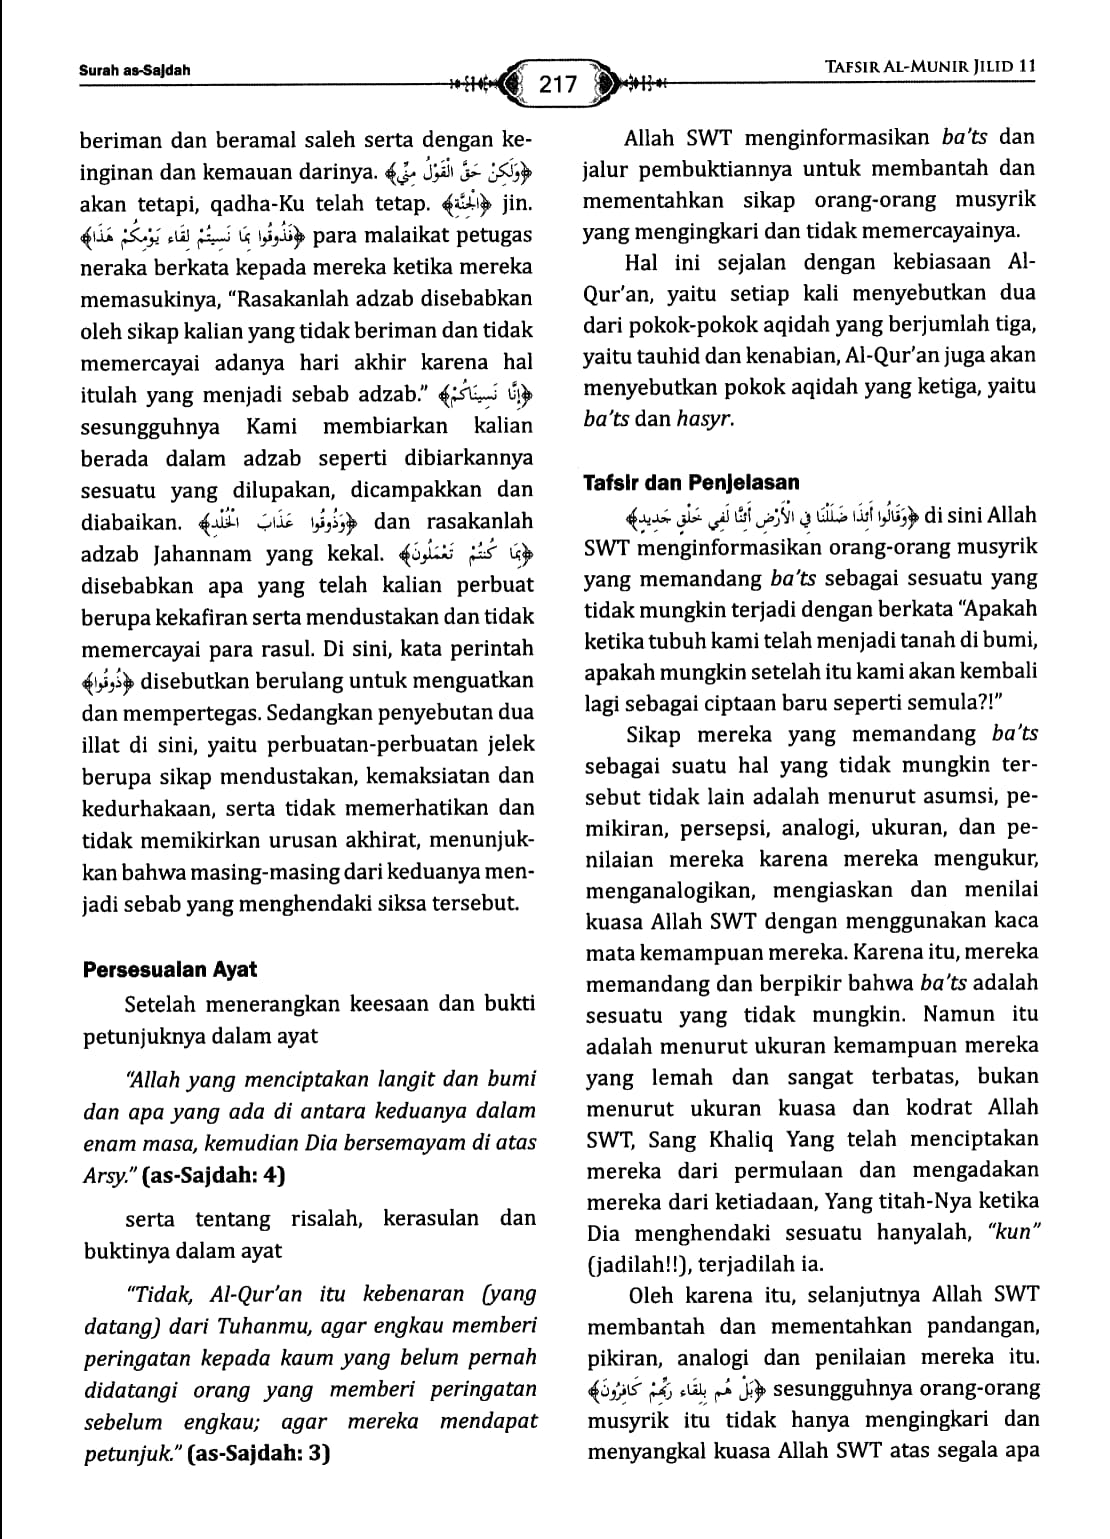 Surah as-Sajdah
217
TAFSIR AL-MUNIR JILID 11
beriman dan beramal saleh serta dengan ke-
inginan dan kemauan darinya. ﴿وَلَكِنْ حَقَّ الْقَوْلُ مِنِّي﴾
akan tetapi, qadha-Ku telah tetap. ﴿الْجِنَّةِ﴾ jin.
﴿فَذُوقُوا بِمَا نَسِيتُمْ لِقَاء يَوْمِكُمْ هَذَا﴾ para malaikat petugas
neraka berkata kepada mereka ketika mereka
memasukinya, “Rasakanlah adzab disebabkan
oleh sikap kalian yang tidak beriman dan tidak
memercayai adanya hari akhir karena hal
itulah yang menjadi sebab adzab.” ﴿إِنَّا نَسِينَاكُمْ﴾
sesungguhnya Kami membiarkan kalian
berada dalam adzab seperti dibiarkannya
sesuatu yang dilupakan, dicampakkan dan
diabaikan. ﴿وَذُوقُوا عَذَابَ الْخُلْدِ﴾ dan rasakanlah
adzab Jahannam yang kekal. ﴿بِمَا كُنتُمْ تَعْمَلُونَ﴾
disebabkan apa yang telah kalian perbuat
berupa kekafiran serta mendustakan dan tidak
memercayai para rasul. Di sini, kata perintah
﴿ذُوقُوا﴾ disebutkan berulang untuk menguatkan
dan mempertegas. Sedangkan penyebutan dua
illat di sini, yaitu perbuatan-perbuatan jelek
berupa sikap mendustakan, kemaksiatan dan
kedurhakaan, serta tidak memerhatikan dan
tidak memikirkan urusan akhirat, menunjuk-
kan bahwa masing-masing dari keduanya men-
jadi sebab yang menghendaki siksa tersebut.
Persesuaian Ayat
Setelah menerangkan keesaan dan bukti
petunjuknya dalam ayat
“Allah yang menciptakan langit dan bumi
dan apa yang ada di antara keduanya dalam
enam masa, kemudian Dia bersemayam di atas
Arsy.” (as-Sajdah: 4)
serta tentang risalah, kerasulan dan
buktinya dalam ayat
“Tidak, Al-Qur’an itu kebenaran (yang
datang) dari Tuhanmu, agar engkau memberi
peringatan kepada kaum yang belum pernah
didatangi orang yang memberi peringatan
sebelum engkau; agar mereka mendapat
petunjuk.” (as-Sajdah: 3)
Allah SWT menginformasikan ba’ts dan
jalur pembuktiannya untuk membantah dan
mementahkan sikap orang-orang musyrik
yang mengingkari dan tidak memercayainya.
Hal ini sejalan dengan kebiasaan Al-
Qur’an, yaitu setiap kali menyebutkan dua
dari pokok-pokok aqidah yang berjumlah tiga,
yaitu tauhid dan kenabian, Al-Qur’an juga akan
menyebutkan pokok aqidah yang ketiga, yaitu
ba’ts dan hasyr.
Tafsir dan Penjelasan
﴿وَقَالُوا أَئِذَا ضَلَلْنَا فِي الْأَرْضِ أَئِنَّا لَفِي خَلْقٍ جَدِيدٍ﴾ di sini Allah
SWT menginformasikan orang-orang musyrik
yang memandang ba’ts sebagai sesuatu yang
tidak mungkin terjadi dengan berkata “Apakah
ketika tubuh kami telah menjadi tanah di bumi,
apakah mungkin setelah itu kami akan kembali
lagi sebagai ciptaan baru seperti semula?!”
Sikap mereka yang memandang ba’ts
sebagai suatu hal yang tidak mungkin ter-
sebut tidak lain adalah menurut asumsi, pe-
mikiran, persepsi, analogi, ukuran, dan pe-
nilaian mereka karena mereka mengukur,
menganalogikan, mengiaskan dan menilai
kuasa Allah SWT dengan menggunakan kaca
mata kemampuan mereka. Karena itu, mereka
memandang dan berpikir bahwa ba’ts adalah
sesuatu yang tidak mungkin. Namun itu
adalah menurut ukuran kemampuan mereka
yang lemah dan sangat terbatas, bukan
menurut ukuran kuasa dan kodrat Allah
SWT, Sang Khaliq Yang telah menciptakan
mereka dari permulaan dan mengadakan
mereka dari ketiadaan, Yang titah-Nya ketika
Dia menghendaki sesuatu hanyalah, “kun”
(jadilah!!), terjadilah ia.
Oleh karena itu, selanjutnya Allah SWT
membantah dan mementahkan pandangan,
pikiran, analogi dan penilaian mereka itu.
﴿بَلْ هُم بِلِقَاء رَبِّهِمْ كَافِرُونَ﴾ sesungguhnya orang-orang
musyrik itu tidak hanya mengingkari dan
menyangkal kuasa Allah SWT atas segala apa